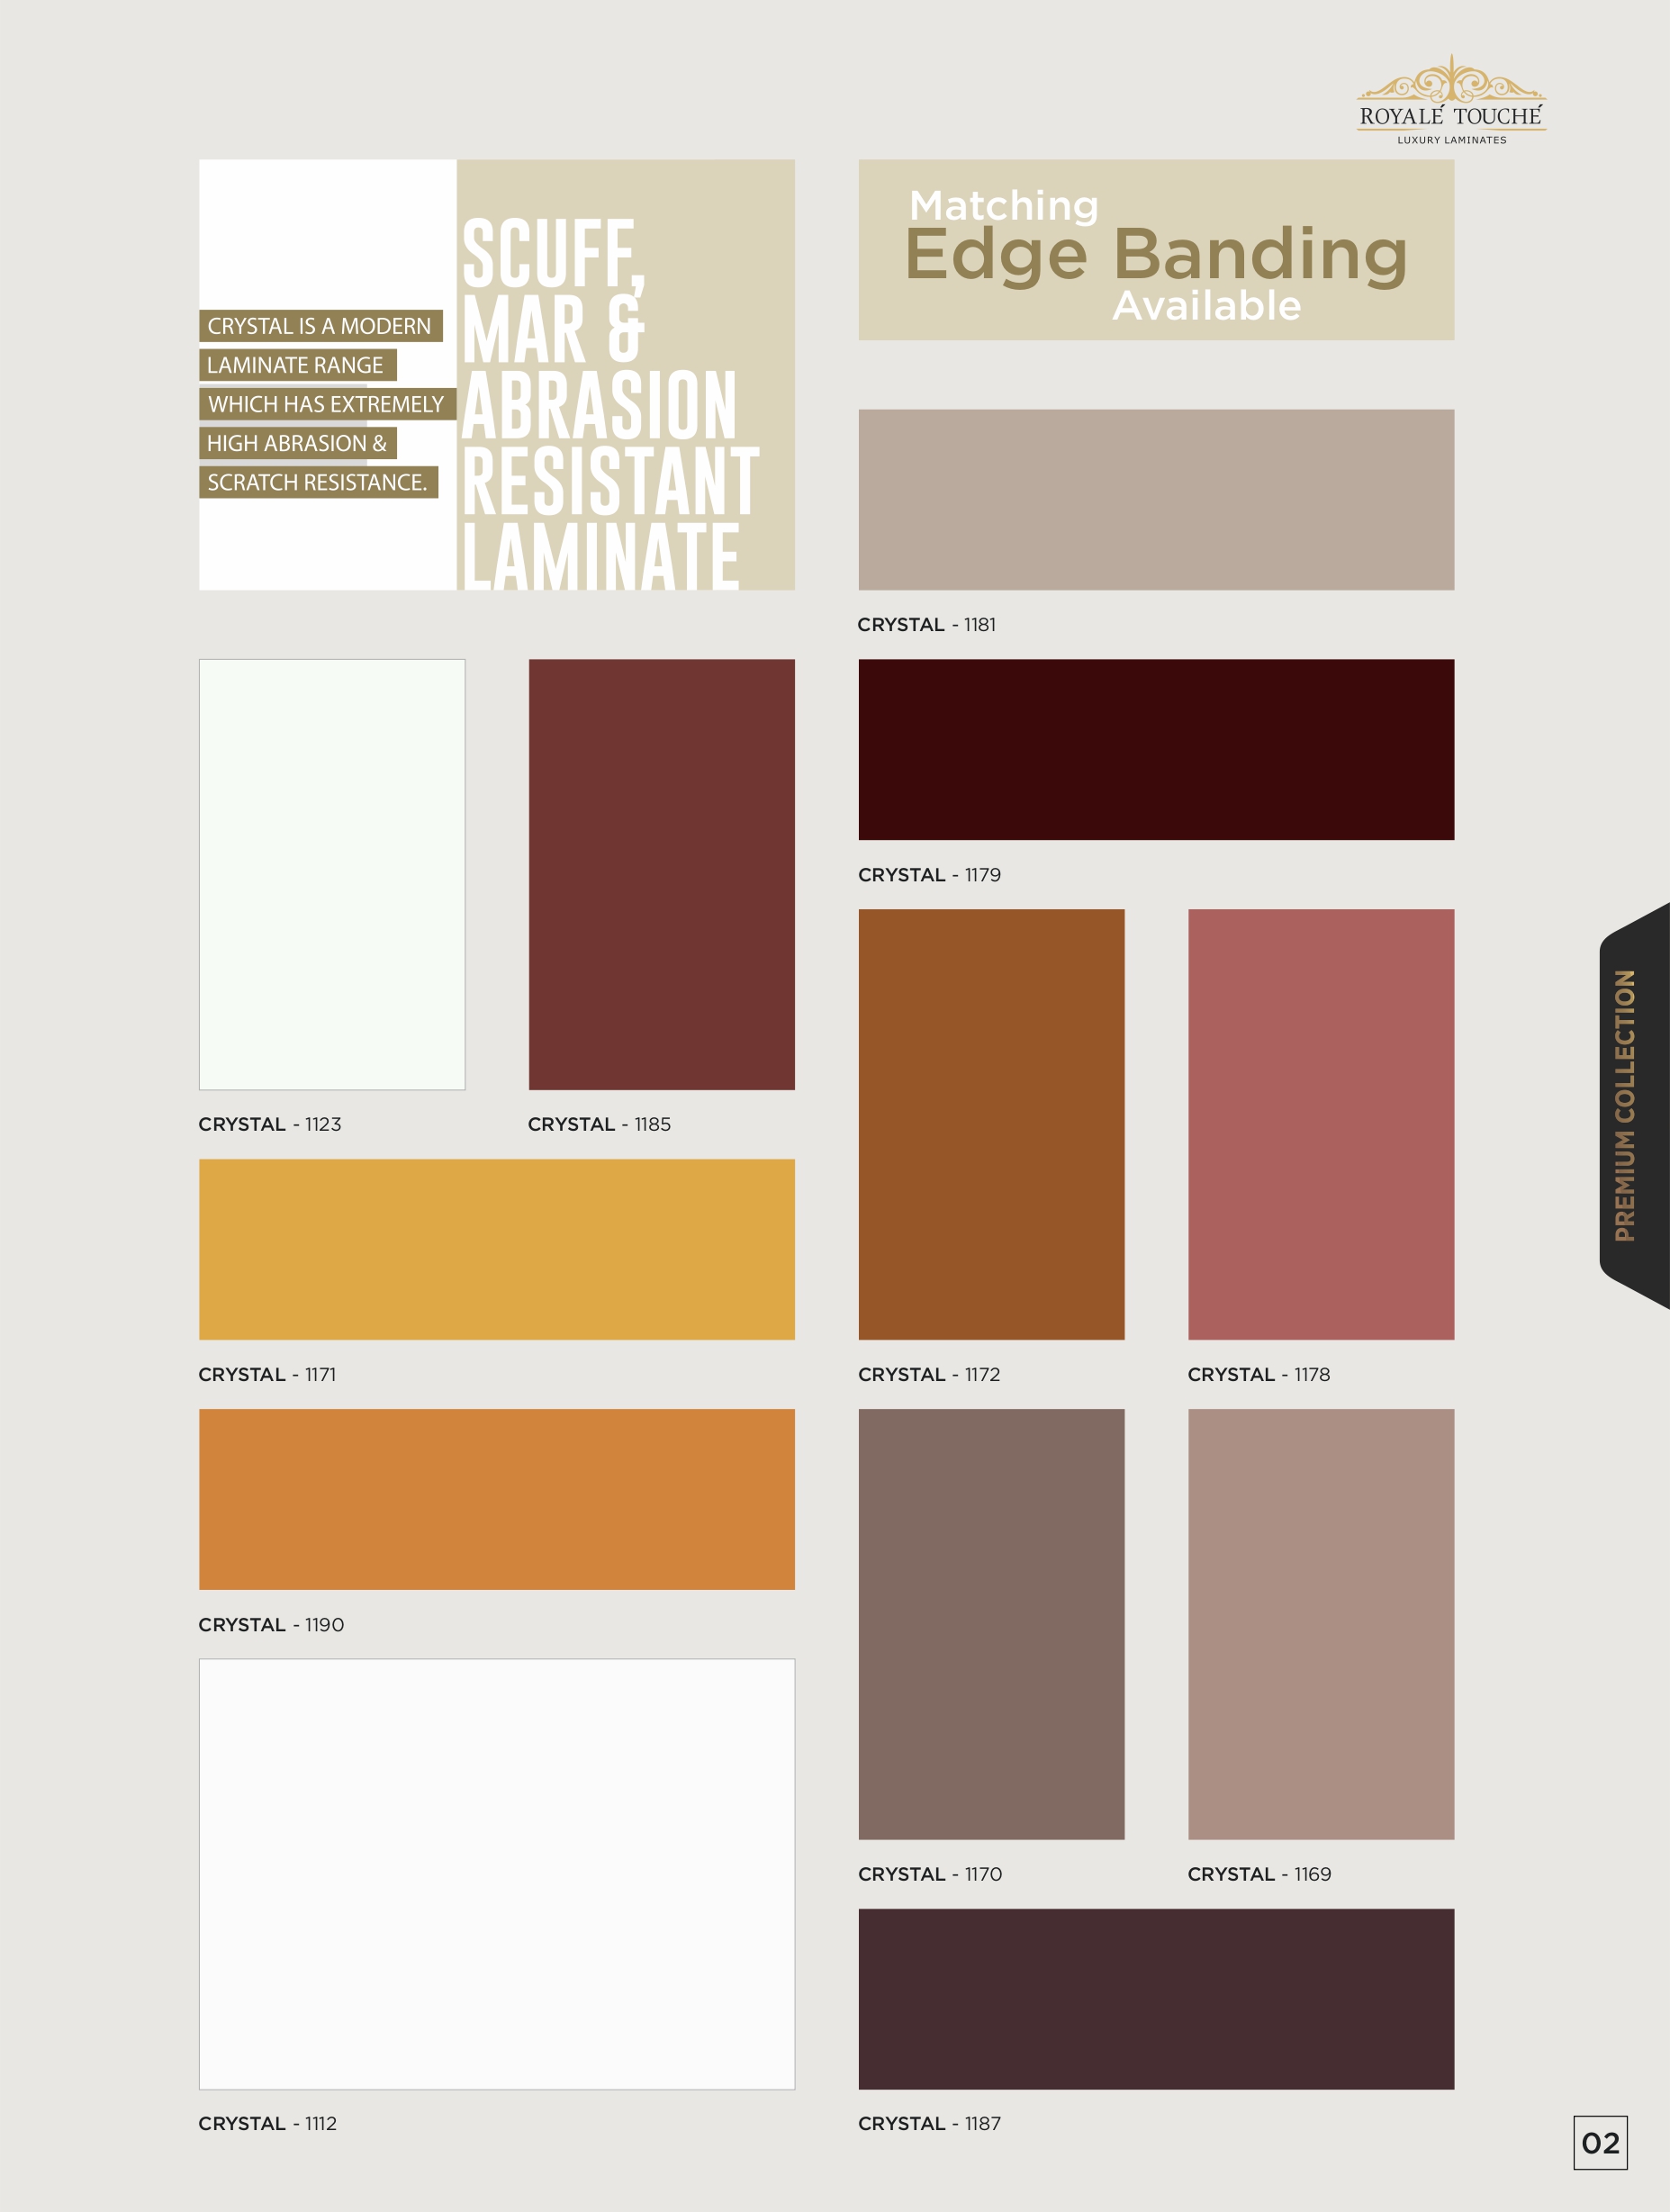 ROYALÉ TOUCHÉ
LUXURY LAMINATES
CRYSTAL IS A MODERN
LAMINATE RANGE
WHICH HAS EXTREMELY
HIGH ABRASION &
SCRATCH RESISTANCE.
SCUFF,
MAR &
ABRASION
RESISTANT
LAMINATE
Matching
Edge Banding
Available
CRYSTAL - 1181
CRYSTAL - 1179
CRYSTAL - 1123
CRYSTAL - 1185
CRYSTAL - 1171
CRYSTAL - 1172
CRYSTAL - 1178
CRYSTAL - 1190
CRYSTAL - 1170
CRYSTAL - 1169
CRYSTAL - 1112
CRYSTAL - 1187
PREMIUM COLLECTION
02